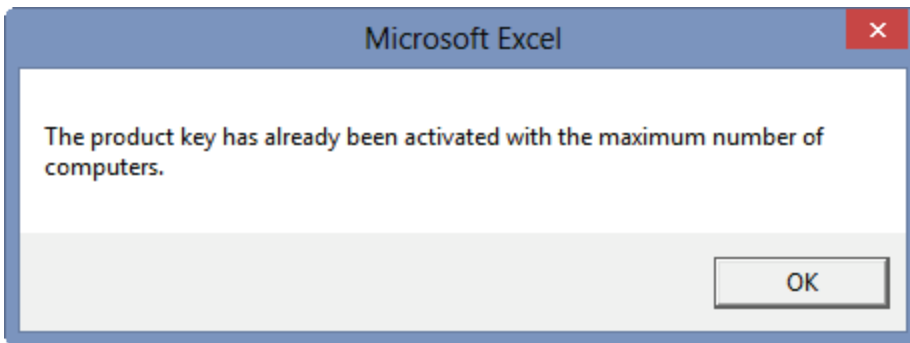 Microsoft Excel
The product key has already been activated with the maximum number of
computers.
OK